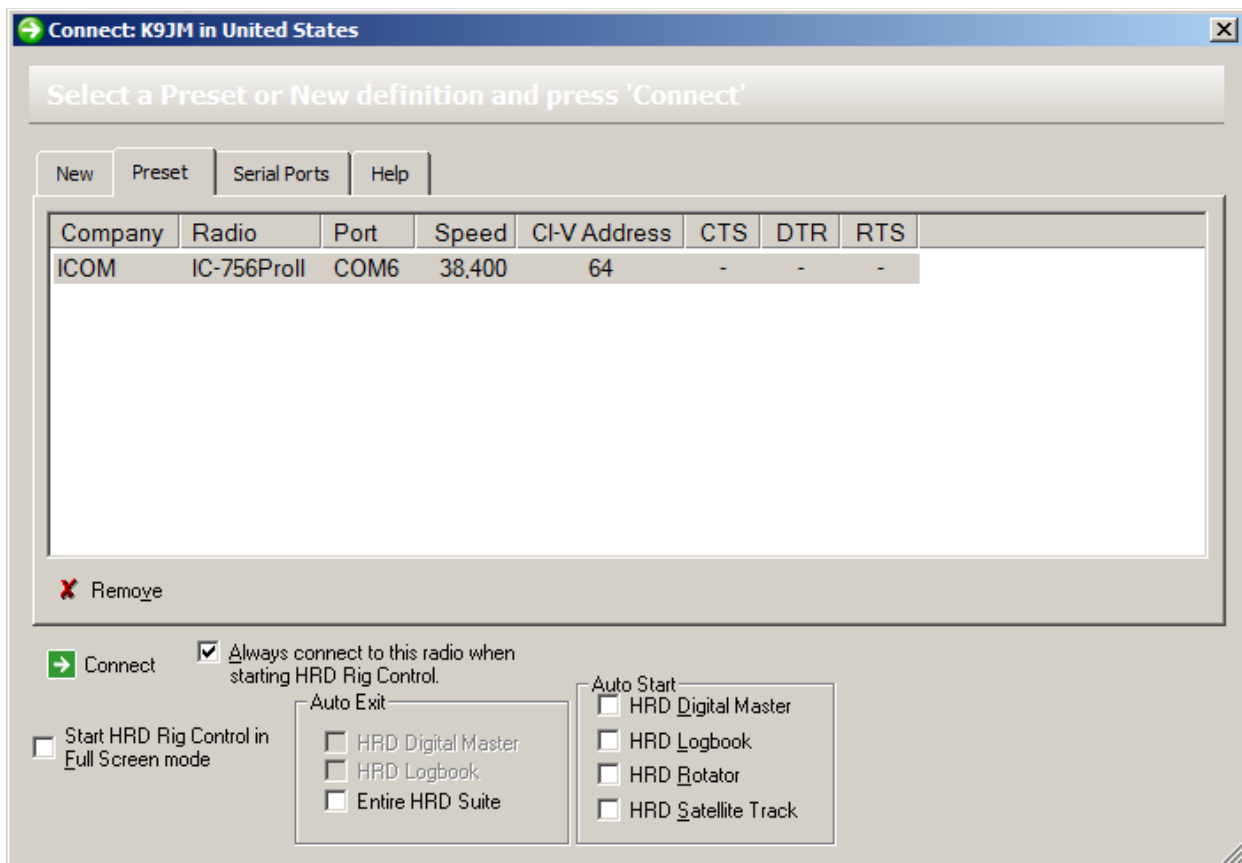 Connect: K9JM in United States
Select a Preset or New definition and press 'Connect'
New Preset Serial Ports Help
Company Radio Port Speed CI-V Address CTS DTR RTS
ICOM IC-756ProII COM6 38,400 64 - - -
Remove
Connect
Always connect to this radio when
starting HRD Rig Control.
Start HRD Rig Control in
Full Screen mode
Auto Exit
HRD Digital Master
HRD Logbook
Entire HRD Suite
Auto Start
HRD Digital Master
HRD Logbook
HRD Rotator
HRD Satellite Track